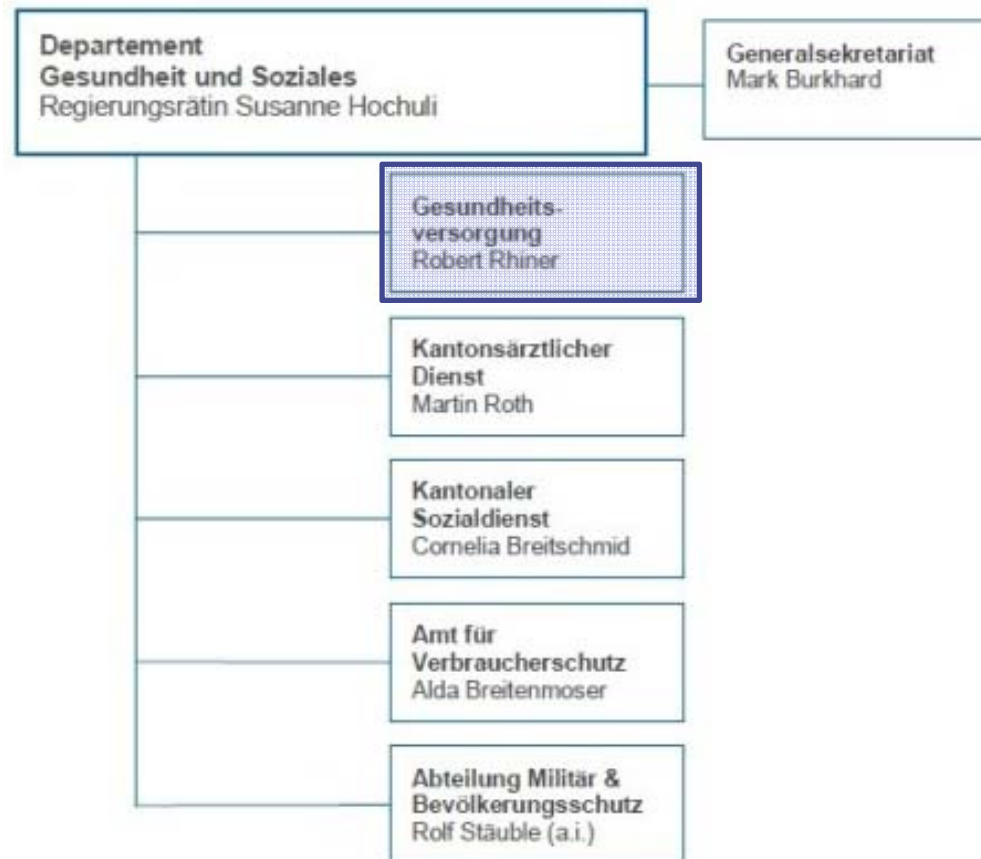 Departement
Gesundheit und Soziales
Regierungsrätin Susanne Hochuli
Generalsekretariat
Mark Burkhard
Gesundheits-
versorgung
Robert Rhiner
Kantonsärztlicher
Dienst
Martin Roth
Kantonaler
Sozialdienst
Cornelia Breitschmid
Amt für
Verbraucherschutz
Alda Breitenmoser
Abteilung Militär &
Bevölkerungsschutz
Rolf Stäuble (a.i.)